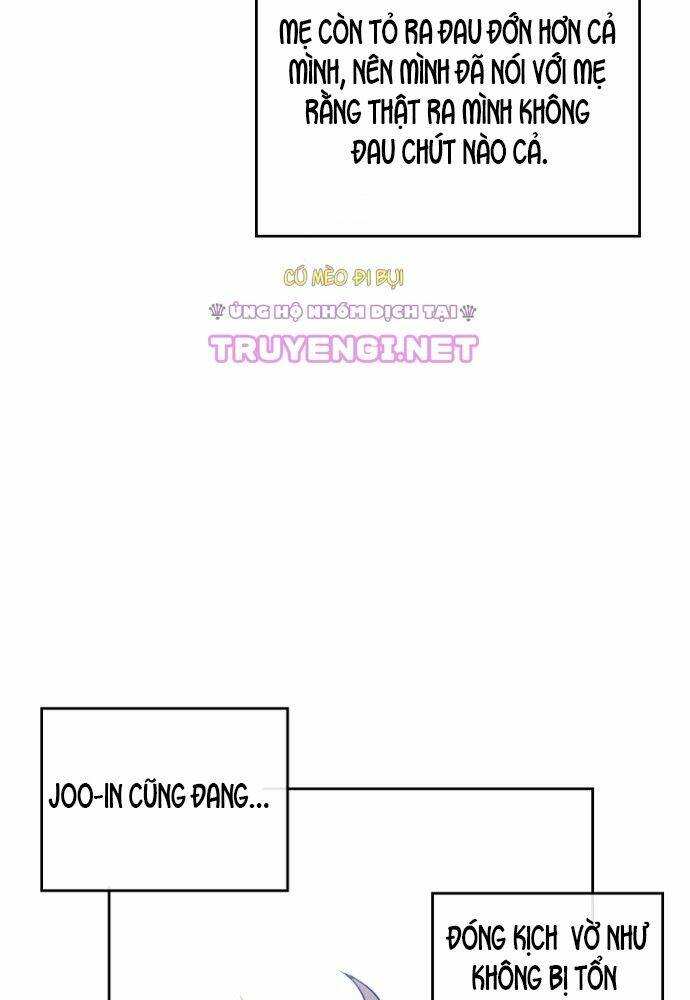 MẸ CÒN TỎ RA ĐAU ĐỚN HƠN CẢ
MÌNH, NÊN MÌNH ĐÃ NÓI VỚI MẸ
RẰNG THẬT RA MÌNH KHÔNG
ĐAU CHÚT NÀO CẢ.
CÚ MÈO ĐI BỤI
ỦNG HỘ NHÓM DỊCH TẠI
TRUYENGI.NET
JOO-IN CŨNG ĐANG...
ĐÓNG KỊCH VỜ NHƯ
KHÔNG BỊ TỔN